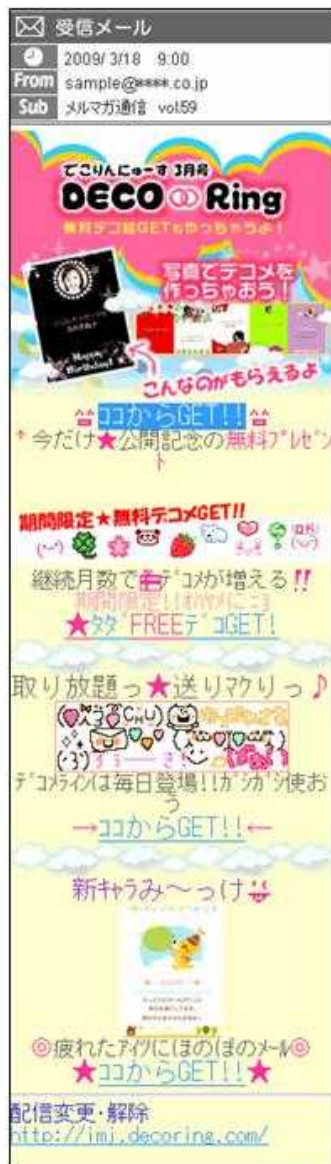 受信メール
2009/ 3/18 9:00
From sample@****.co.jp
Sub メルマガ通信 vol.59
でこりんにゅーす 3月号
DECO Ring
無料デコ絵GETもやっちゃうよ!
写真でデコメを
作っちゃおう!
Happy
Birthday!
こんなのがもらえるよ
ココからGET!!
今だけ★公開記念の無料プレゼン
ト
期間限定★無料デコメGET!!
継続月数でデコメが増える!!
★タダ FREEデコGET!
取り放題っ★送りマクりっ♪
デコメラインは毎日登場!!ガシガシ使お
う
→ココからGET!!←
新キャラみ〜っけ
◎疲れたアイツにほのぼのメール◎
★ココからGET!!★
配信変更・解除
http://imj.decoring.com/